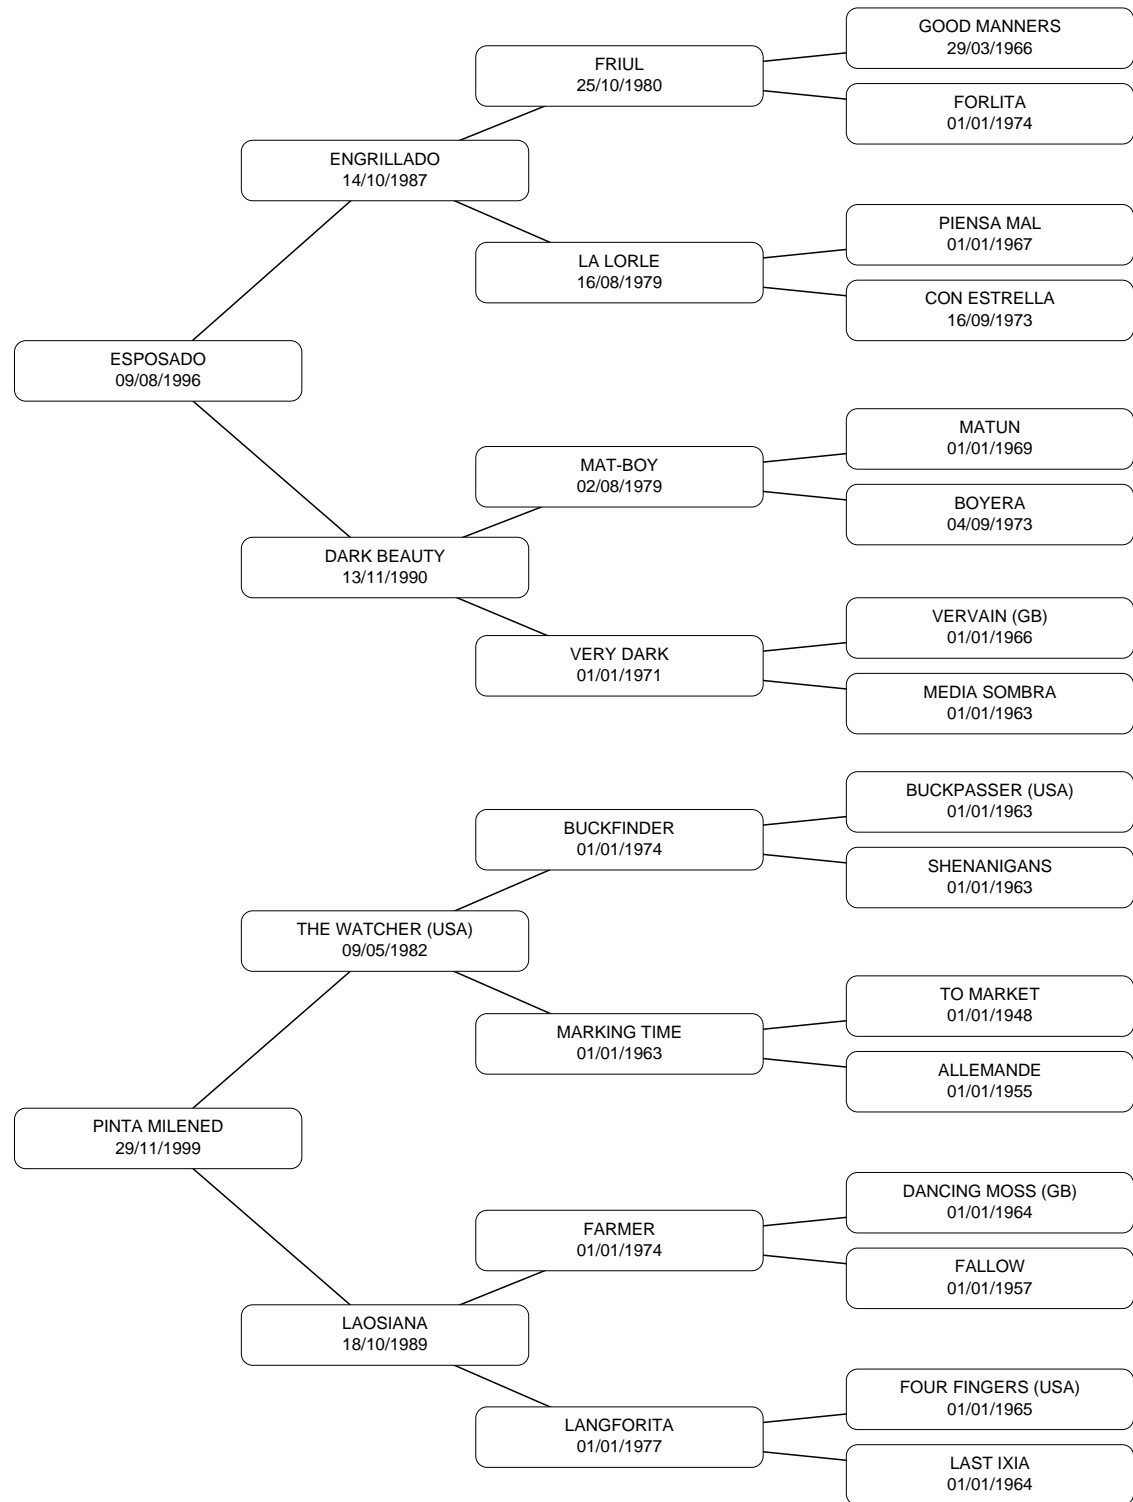 GOOD MANNERS
29/03/1966
FRIUL
25/10/1980
FORLITA
01/01/1974
ENGRILLADO
14/10/1987
PIENSA MAL
01/01/1967
LA LORLE
16/08/1979
CON ESTRELLA
16/09/1973
ESPOSADO
09/08/1996
MATUN
01/01/1969
MAT-BOY
02/08/1979
BOYERA
04/09/1973
DARK BEAUTY
13/11/1990
VERVAIN (GB)
01/01/1966
VERY DARK
01/01/1971
MEDIA SOMBRA
01/01/1963
BUCKPASSER (USA)
01/01/1963
BUCKFINDER
01/01/1974
SHENANIGANS
01/01/1963
THE WATCHER (USA)
09/05/1982
TO MARKET
01/01/1948
MARKING TIME
01/01/1963
ALLEMANDE
01/01/1955
PINTA MILENED
29/11/1999
DANCING MOSS (GB)
01/01/1964
FARMER
01/01/1974
FALLOW
01/01/1957
LAOSIANA
18/10/1989
FOUR FINGERS (USA)
01/01/1965
LANGFORITA
01/01/1977
LAST IXIA
01/01/1964